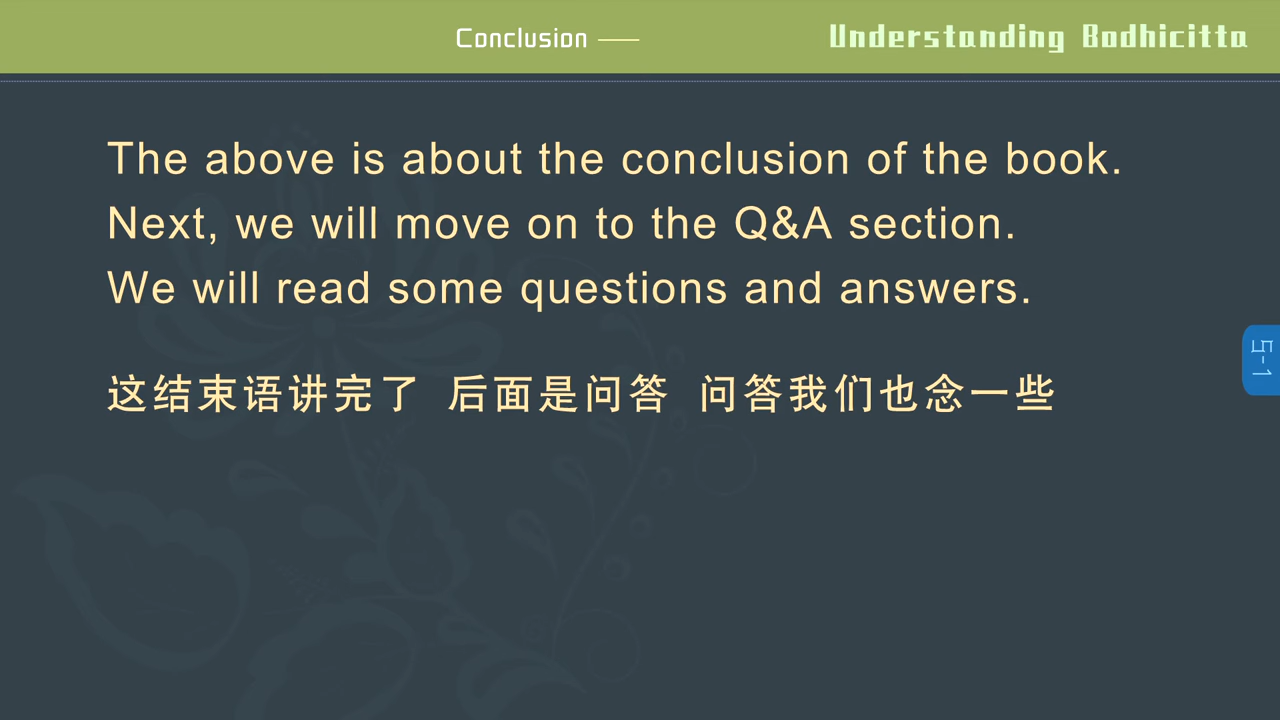 Conclusion
Understanding Bodhicitta
The above is about the conclusion of the book.
Next, we will move on to the Q&A section.
We will read some questions and answers.
这结束语讲完了 后面是问答 问答我们也念一些